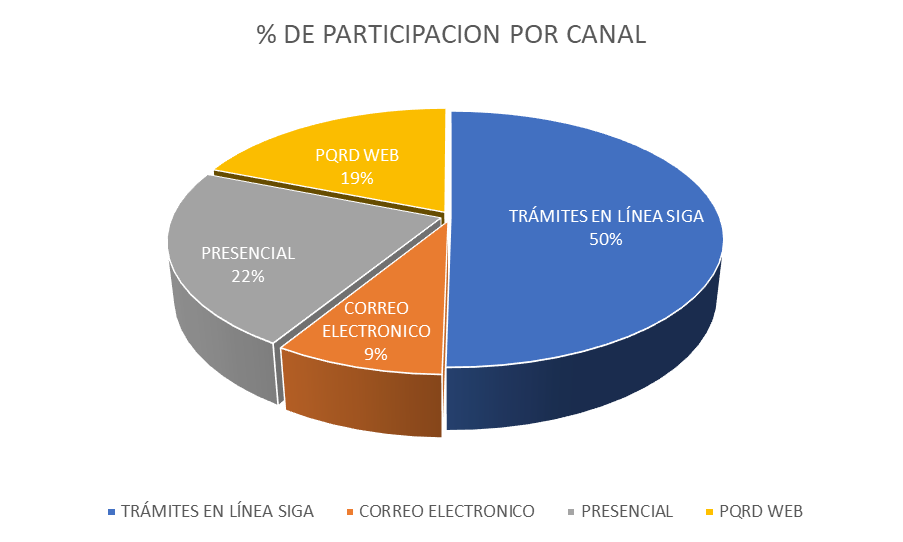 % DE PARTICIPACION POR CANAL
PQRD WEB
19%
TRÁMITES EN LÍNEA SIGA
50%
PRESENCIAL
22%
CORREO
ELECTRONICO
9%
TRÁMITES EN LÍNEA SIGA
CORREO ELECTRONICO
PRESENCIAL
PQRD WEB